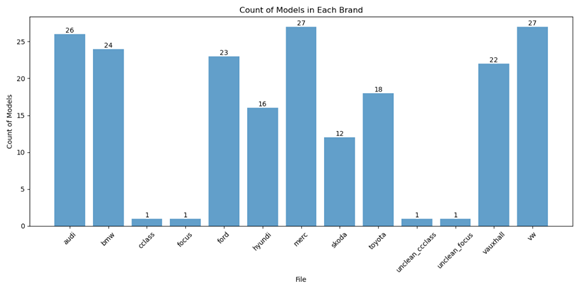 Count of Models in Each Brand
Count of Models
25
20
15
10
5
0
26
24
1
1
23
16
27
12
18
1
1
22
27
audi
bmw
cclass
focus
ford
hyundi
merc
skoda
toyota
unclean_cclass
unclean_focus
vauxhall
vw
File